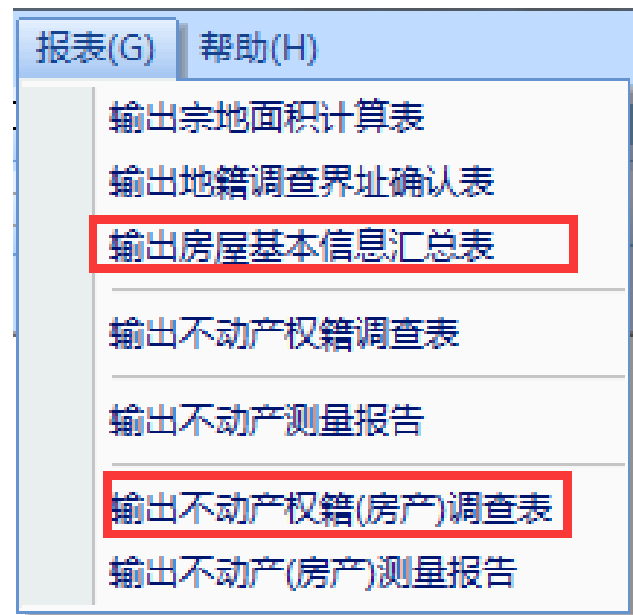 报表(G) 帮助(H)
输出宗地面积计算表
输出地籍调查界址确认表
输出房屋基本信息汇总表
输出不动产权籍调查表
输出不动产测量报告
输出不动产权籍(房产)调查表
输出不动产(房产)测量报告